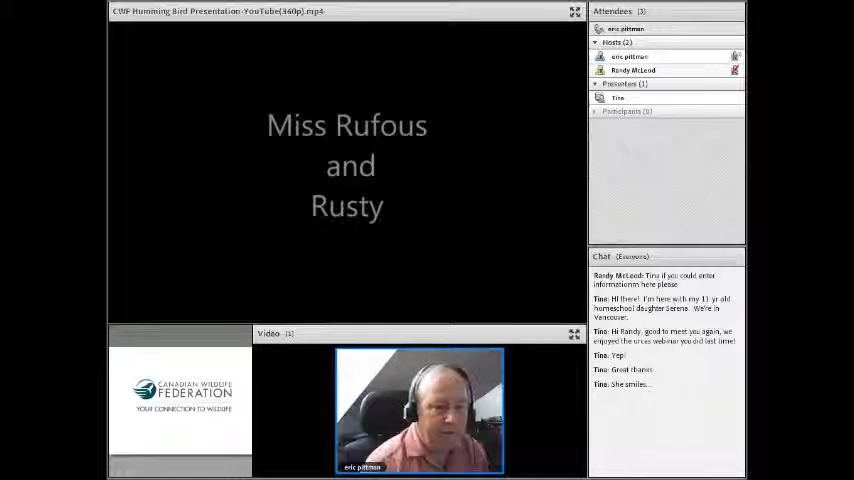 CWF Humming Bird Presentation-YouTube(360p).mp4
Miss Rufous
and
Rusty
Attendees (3)
eric pittman
Hosts (2)
eric pittman
Randy McLeod
Presenters (1)
Tina
Participants (0)
Chat (Everyone)
Randy McLeod: Tina if you could enter
informationm here please
Tina: HI there! I'm here with my 13 yr old
homeschool daughter Serena. We're in
Vancouver.
Tina: Hi Randy, good to meet you again, we
enjoyed the orcas webinar you did last time!
Tina: Yep!
Tina: Great thanks
Tina: She smiles...
Video (1)
CANADIAN WILDLIFE
FEDERATION
YOUR CONNECTION TO WILDLIFE
eric pittman